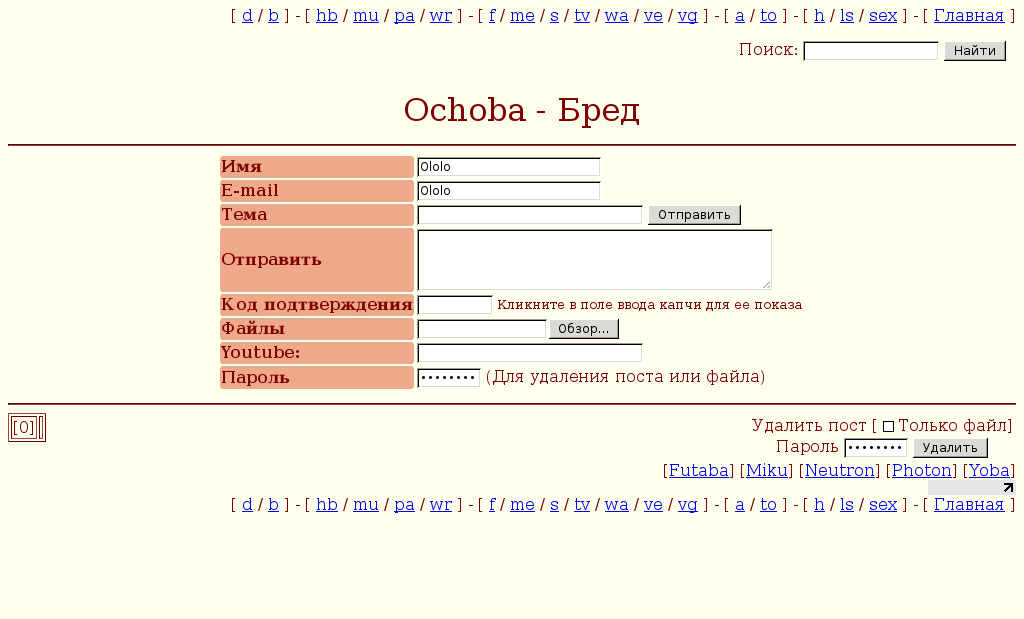 [ d / b ] - [ hb / mu / pa / wr ] - [ f / me / s / tv / wa / ve / vg ] - [ a / to ] - [ h / ls / sex ] - [ Главная ]
Поиск: Найти
Ochoba - Бред
Имя Ololo
E-mail Ololo
Тема Отправить
Отправить
Код подтверждения Кликните в поле ввода капчи для ее показа
Файлы Обзор...
Youtube:
Пароль •••••••• (Для удаления поста или файла)
[0] Удалить пост [ Только файл]
Пароль •••••••• Удалить
[Futaba] [Miku] [Neutron] [Photon] [Yoba]
[ d / b ] - [ hb / mu / pa / wr ] - [ f / me / s / tv / wa / ve / vg ] - [ a / to ] - [ h / ls / sex ] - [ Главная ]